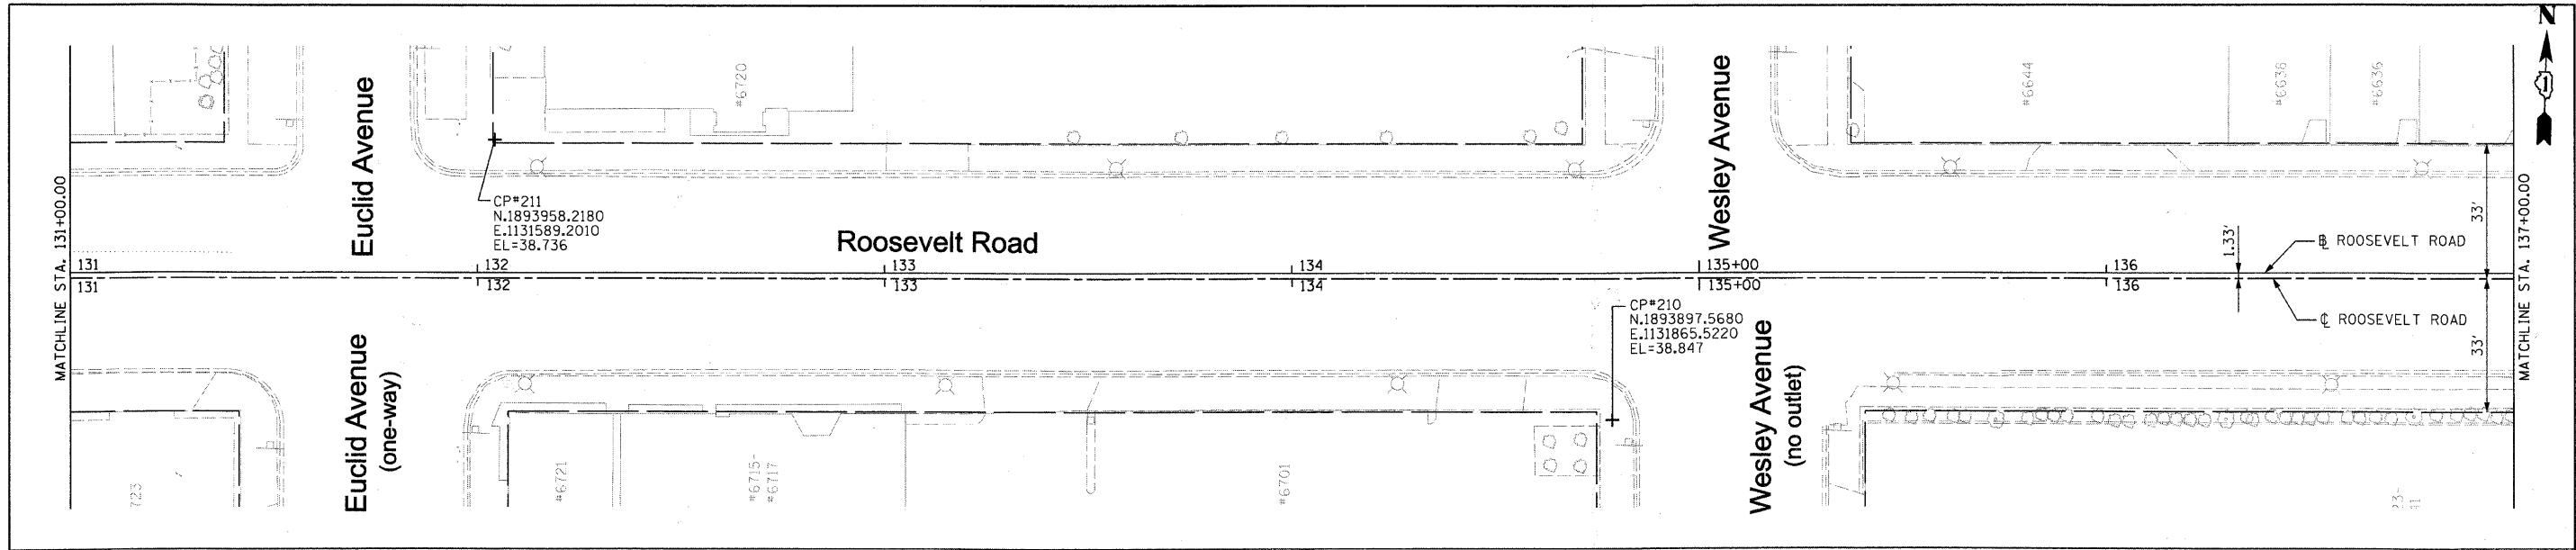 N
Euclid Avenue
#6720
Wesley Avenue
#6644
#6638
#6636
CP#211
N.1893958.2180
E.1131589.2010
EL=38.736
MATCHLINE STA. 131+00.00
Roosevelt Road
1.33'
33'
℄ ROOSEVELT ROAD
MATCHLINE STA. 137+00.00
131 132 133 134 135+00 136
131 132 133 134 135+00 136
CP#210
N.1893897.5680
E.1131865.5220
EL=38.847
℄ ROOSEVELT ROAD
33'
Euclid Avenue
(one-way)
Wesley Avenue
(no outlet)
#6721
#6715-
#6717
#6701